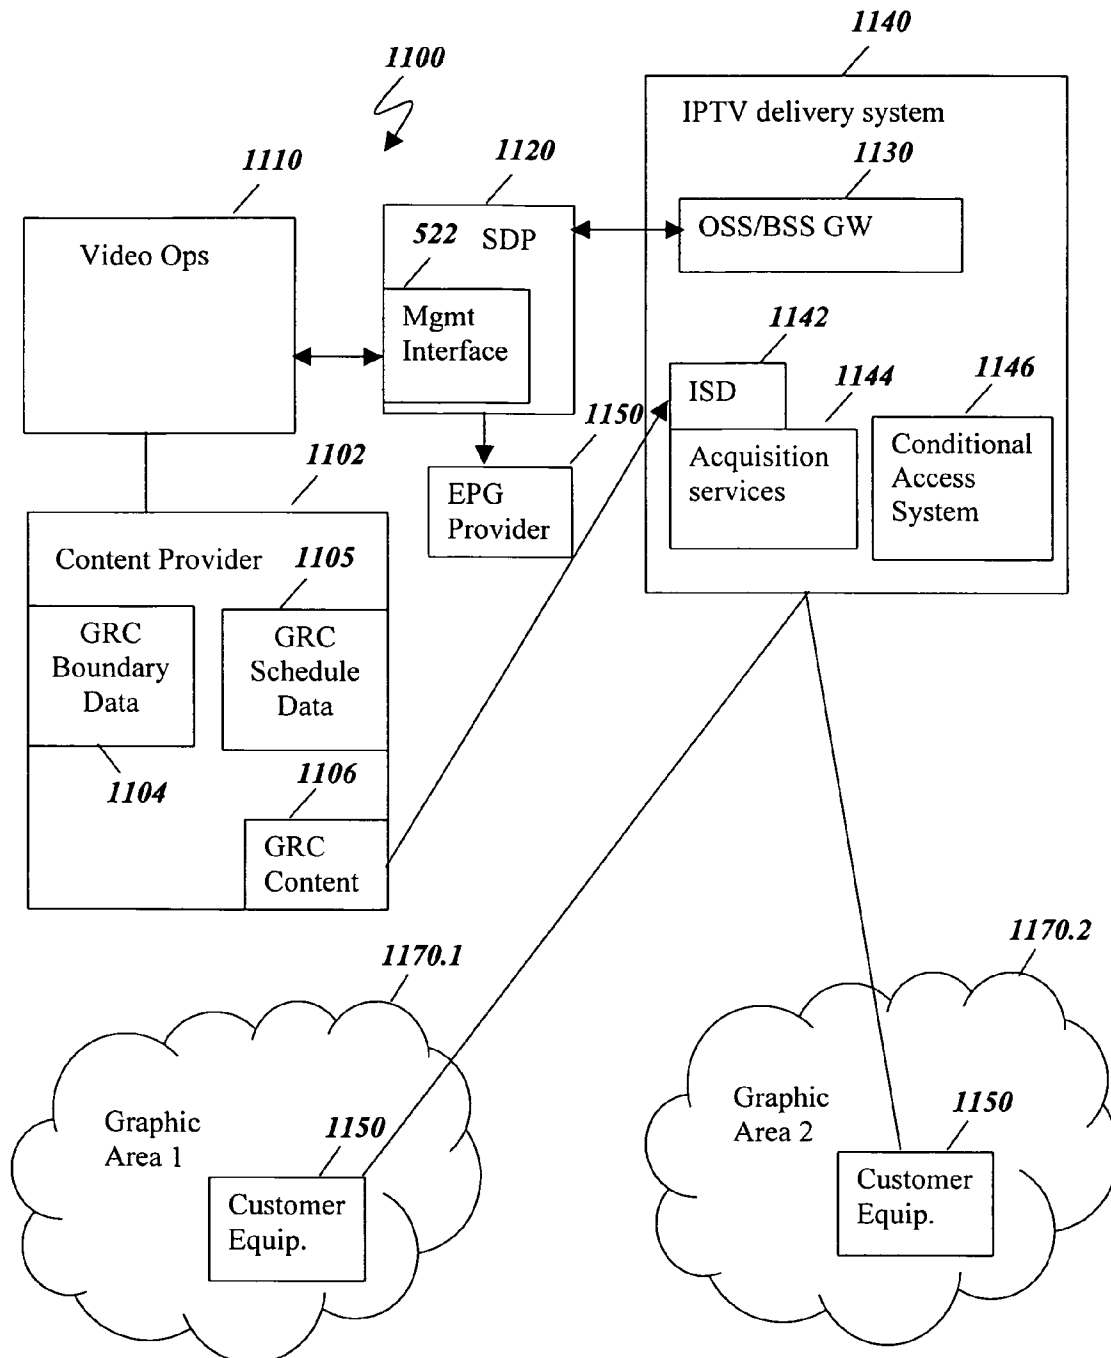 1140
1100
IPTV delivery system
1120
1130
1110
522
SDP
OSS/BSS GW
Video Ops
Mgmt
Interface
1142
1144
1146
ISD
1150
Conditional
Access
System
Acquisition
services
1102
EPG
Provider
Content Provider
1105
GRC
Boundary
Data
GRC
Schedule
Data
1104
1106
GRC
Content
1170.1
1170.2
Graphic
Area 1
1150
Customer
Equip.
Graphic
Area 2
1150
Customer
Equip.